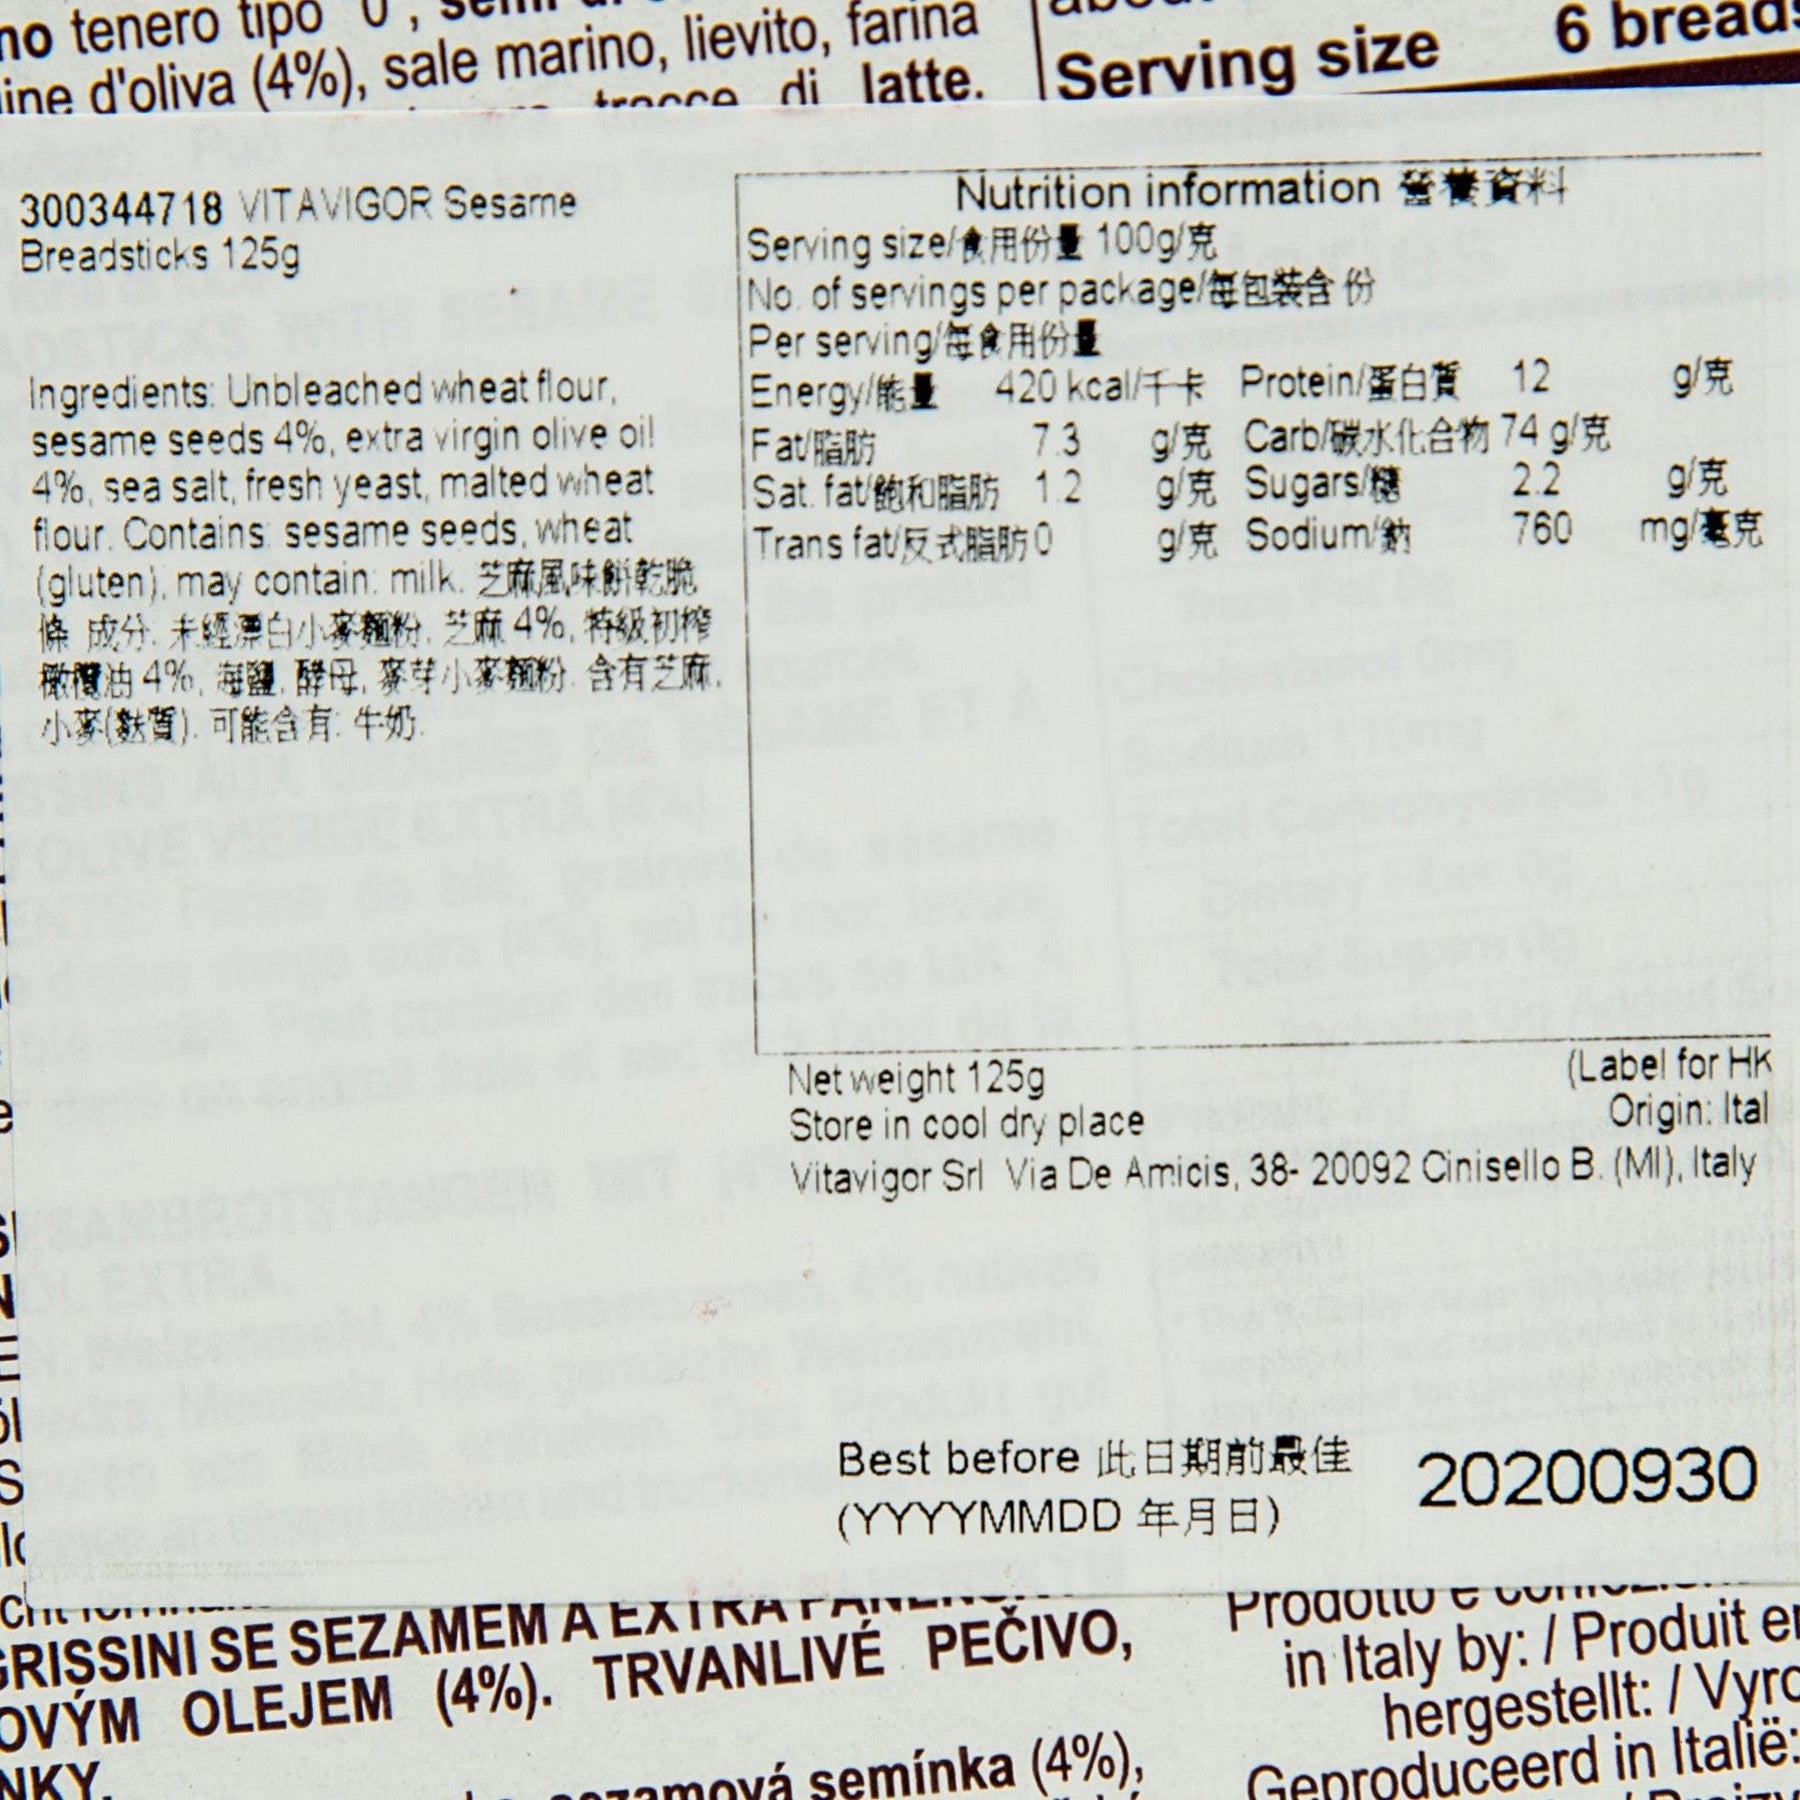 no tenero tipo "0",
ine d'oliva (4%), sale marino, lievito, farina
tracce di latte.
Serving size 6 breads
300344718 VITAVIGOR Sesame
Breadsticks 125g
Ingredients: Unbleached wheat flour,
sesame seeds 4%, extra virgin olive oil
4%, sea salt, fresh yeast, malted wheat
flour. Contains: sesame seeds, wheat
(gluten), may contain: milk. 芝麻風味餅乾脆
條 成分: 未經漂白小麥麵粉, 芝麻 4%, 特級初榨
橄欖油 4%, 海鹽, 酵母, 麥芽小麥麵粉. 含有芝麻,
小麥(麩質). 可能含有: 牛奶.
Nutrition information 營養資料
Serving size/食用份量 100g/克
No. of servings per package/每包裝含 份
Per serving/每食用份量
Energy/能量 420 kcal/千卡 Protein/蛋白質 12 g/克
Fat/脂肪 7.3 g/克 Carb/碳水化合物 74 g/克
Sat. fat/飽和脂肪 1.2 g/克 Sugars/糖 2.2 g/克
Trans fat/反式脂肪 0 g/克 Sodium/鈉 760 mg/毫克
Net weight 125g (Label for HK
Store in cool dry place Origin: Ital
Vitavigor Srl Via De Amicis, 38- 20092 Cinisello B. (MI), Italy
Best before 此日期前最佳 20200930
(YYYYMMDD 年月日)
GRISSINI SE SEZAMEM A EXTRA
OVÝM OLEJEM (4%). TRVANLIVÉ PEČIVO,
NKY.
sezamová semínka (4%),
Prodotto e
in Italy by: / Produit en
hergestellt: / Vyro
Geproduceerd in Italië: